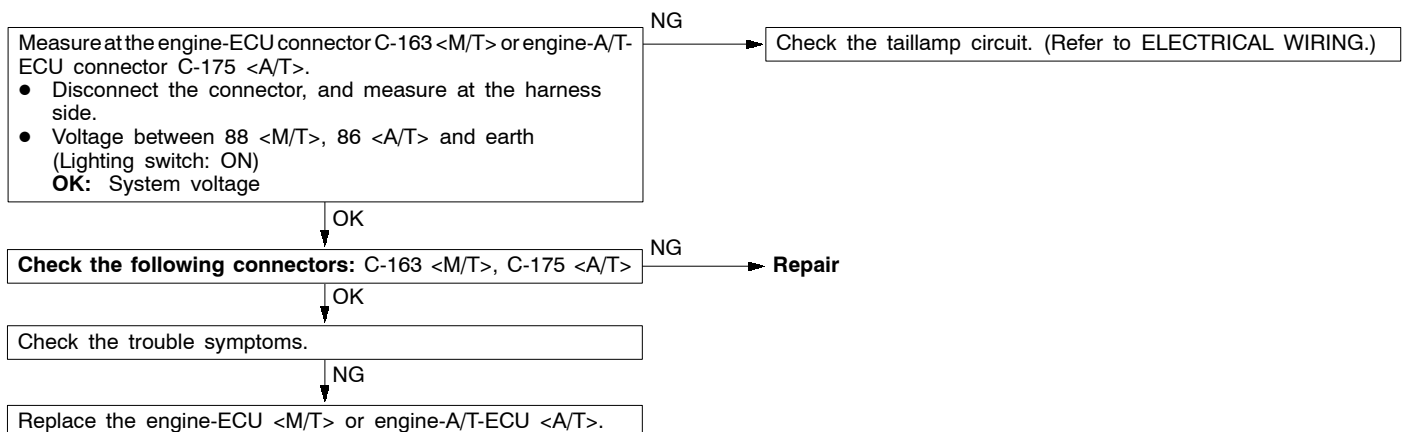 NG
Measure at the engine-ECU connector C-163 <M/T> or engine-A/T-
ECU connector C-175 <A/T>.
● Disconnect the connector, and measure at the harness
side.
● Voltage between 88 <M/T>, 86 <A/T> and earth
(Lighting switch: ON)
OK: System voltage
Check the taillamp circuit. (Refer to ELECTRICAL WIRING.)
OK
Check the following connectors: C-163 <M/T>, C-175 <A/T>
NG
Repair
OK
Check the trouble symptoms.
NG
Replace the engine-ECU <M/T> or engine-A/T-ECU <A/T>.